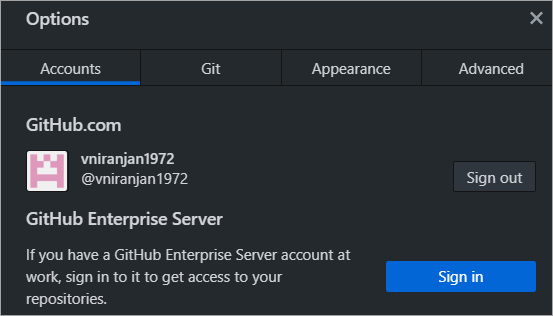 Options
Accounts
Git
Appearance
Advanced
GitHub.com
vniranjan1972
@vniranjan1972
Sign out
GitHub Enterprise Server
If you have a GitHub Enterprise Server account at
work, sign in to it to get access to your
repositories.
Sign in